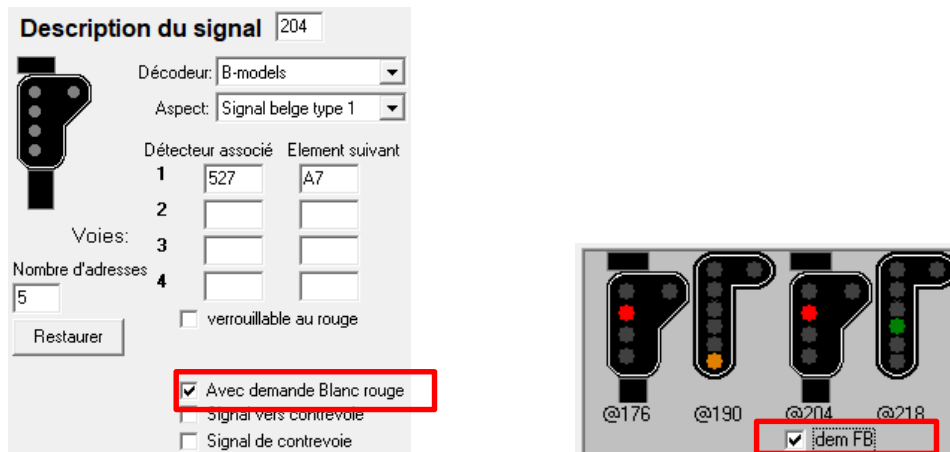 Description du signal 204
Décodeur: B-models
Aspect: Signal belge type 1
Détecteur associé Element suivant
1 527 A7
2
Voies: 3
Nombre d'adresses 4
5
verrouillable au rouge
Restaurer
Avec demande Blanc rouge
Signal vers contrevoie
Signal de contrevoie
@176 @190 @204 @218
dem FB